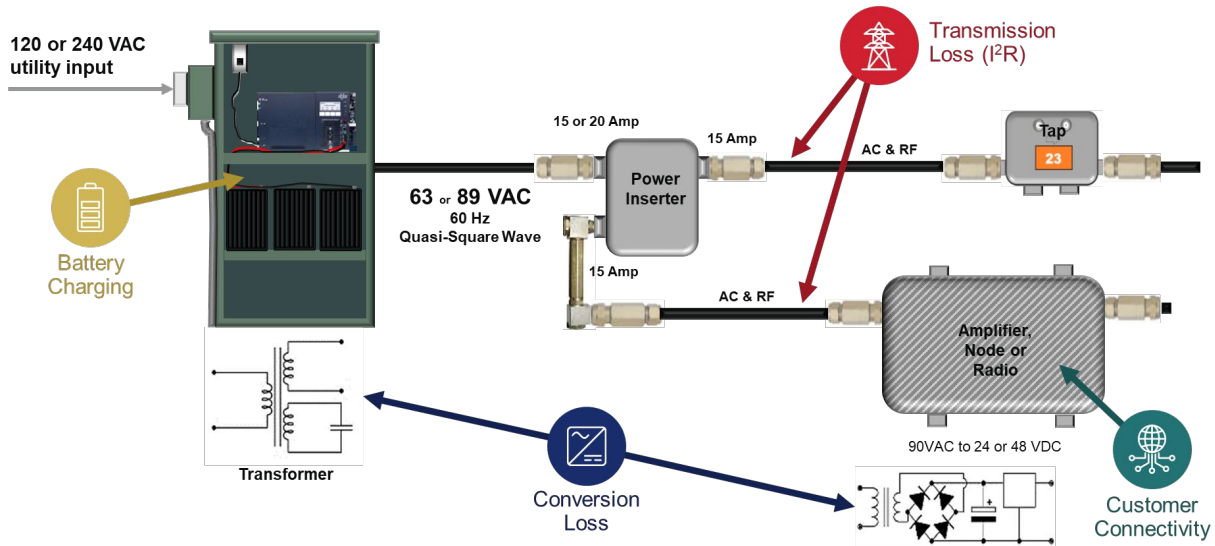 120 or 240 VAC
utility input
Transmission
Loss (I²R)
15 or 20 Amp
15 Amp
AC & RF
Tap
23
Power
Inserter
63 or 89 VAC
60 Hz
Quasi-Square Wave
Battery
Charging
15 Amp
AC & RF
Amplifier,
Node or
Radio
90VAC to 24 or 48 VDC
Transformer
+
Conversion
Loss
Customer
Connectivity